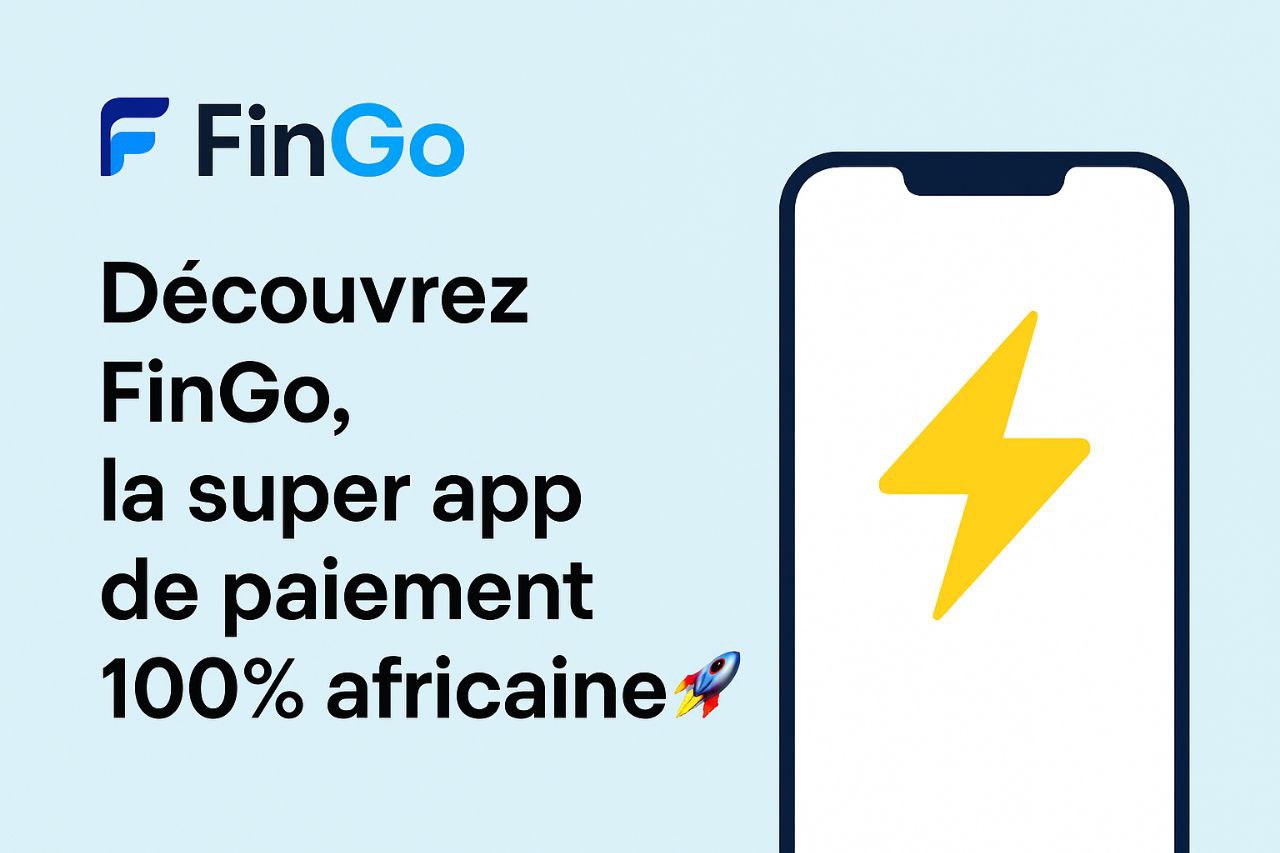 FinGo
Découvrez
FinGo,
la super app
de paiement
100% africaine🚀